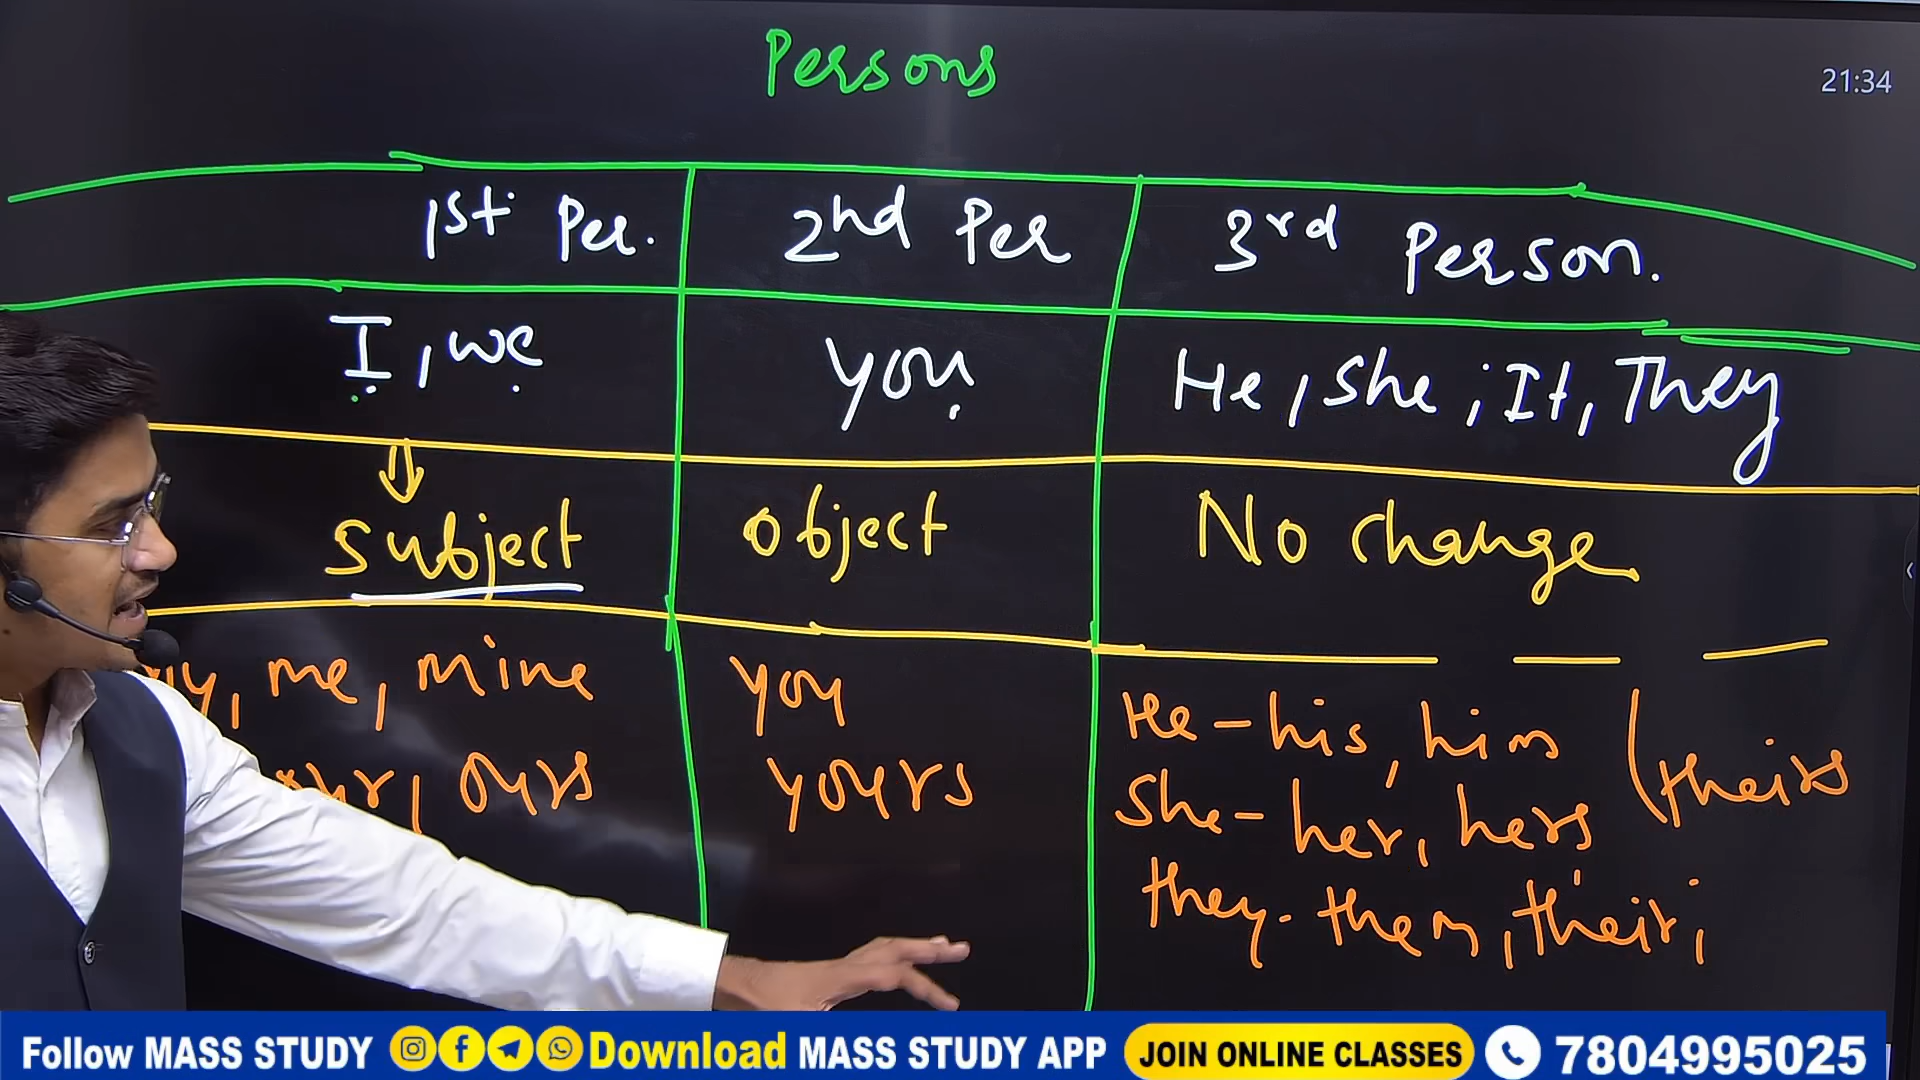 Persons
21:34
1st Per. 2nd Per 3rd Person.
I, we you He, She, It, They
Subject object No change
me, mine you He - his, him (theirs
ours yours She - her, hers
they - them, their,
Follow MASS STUDY Download MASS STUDY APP JOIN ONLINE CLASSES 7804995025